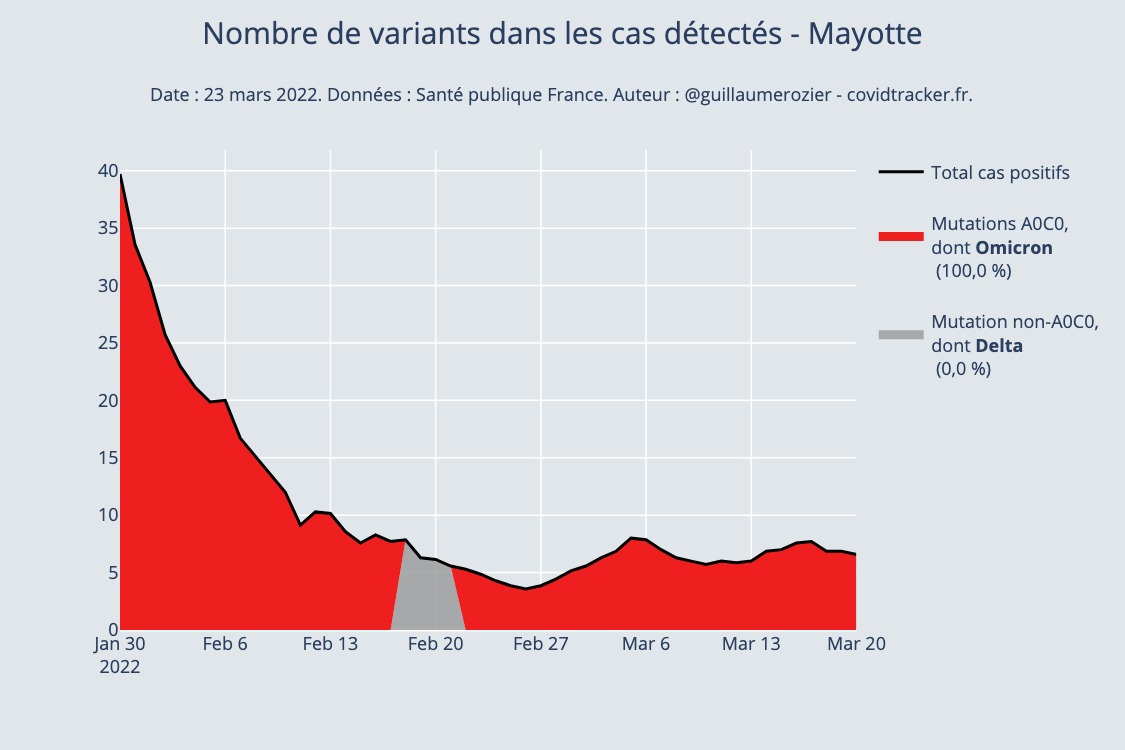 Nombre de variants dans les cas détectés - Mayotte
Date : 23 mars 2022. Données : Santé publique France. Auteur : @guillaumerozier - covidtracker.fr.
40
35
30
25
20
15
10
5
0
Jan 30
2022
Feb 6
Feb 13
Feb 20
Feb 27
Mar 6
Mar 13
Mar 20
Total cas positifs
Mutations A0C0,
dont Omicron
(100,0 %)
Mutation non-A0C0,
dont Delta
(0,0 %)